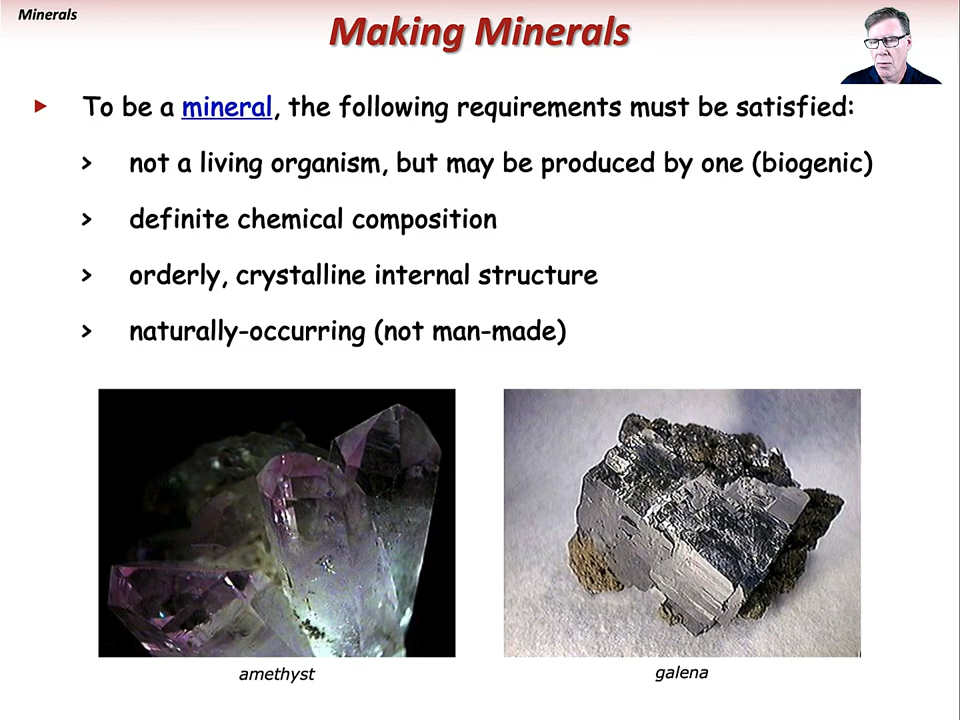 Minerals
Making Minerals
► To be a mineral, the following requirements must be satisfied:
> not a living organism, but may be produced by one (biogenic)
> definite chemical composition
> orderly, crystalline internal structure
> naturally-occurring (not man-made)
amethyst
galena